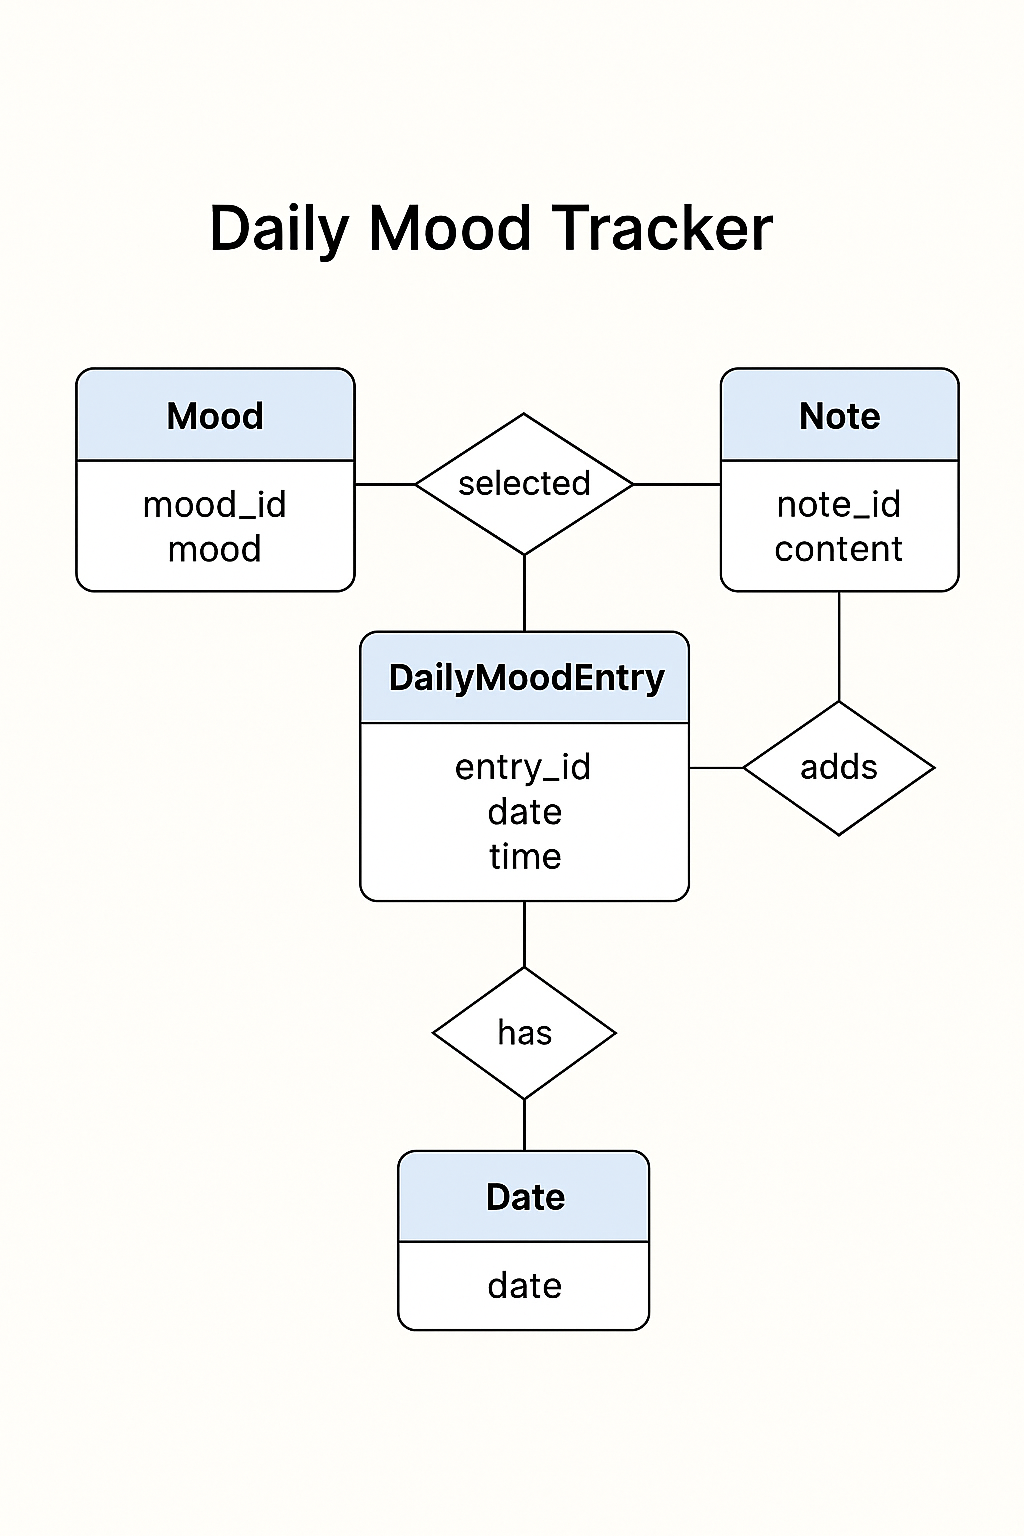 Daily Mood Tracker
Mood
mood_id
mood
selected
Note
note_id
content
DailyMoodEntry
entry_id
date
time
adds
has
Date
date